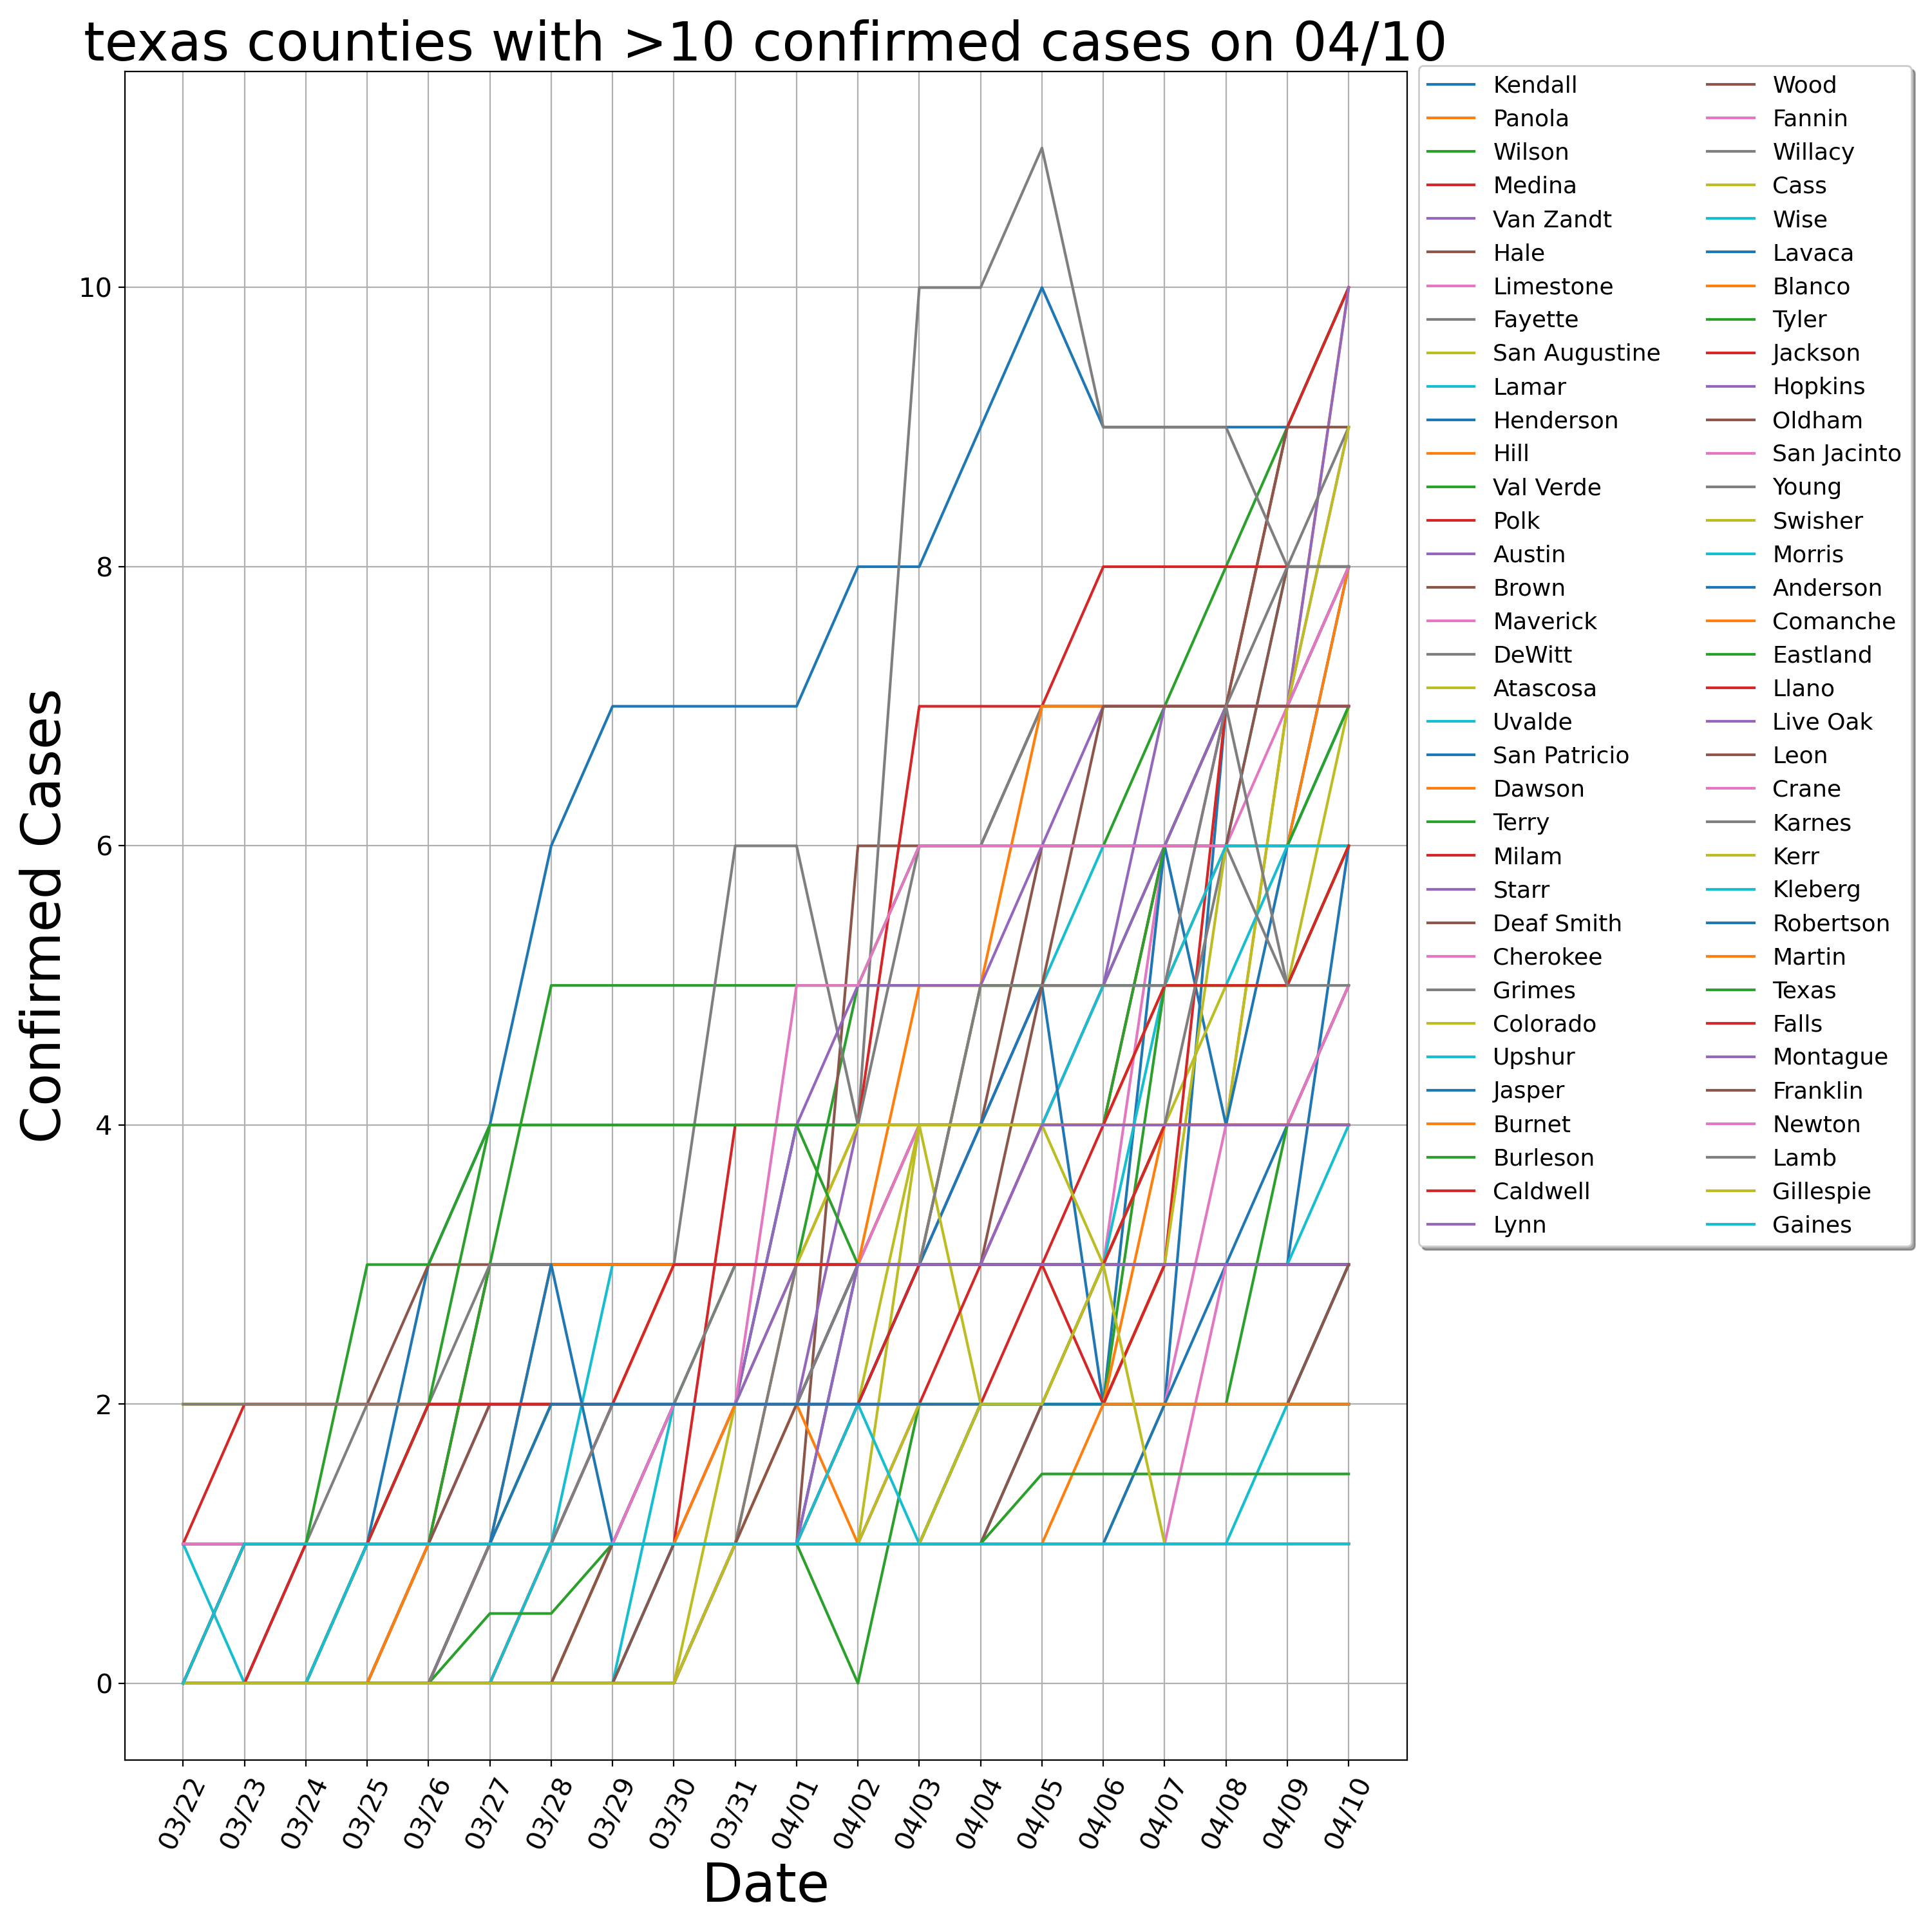 texas counties with >10 confirmed cases on 04/10
Confirmed Cases
10
8
6
4
2
0
03/22
03/23
03/24
03/25
03/26
03/27
03/28
03/29
03/30
03/31
04/01
04/02
04/03
04/04
04/05
04/06
04/07
04/08
04/09
04/10
Date
Kendall
Panola
Wilson
Medina
Van Zandt
Hale
Limestone
Fayette
San Augustine
Lamar
Henderson
Hill
Val Verde
Polk
Austin
Brown
Maverick
DeWitt
Atascosa
Uvalde
San Patricio
Dawson
Terry
Milam
Starr
Deaf Smith
Cherokee
Grimes
Colorado
Upshur
Jasper
Burnet
Burleson
Caldwell
Lynn
Wood
Fannin
Willacy
Cass
Wise
Lavaca
Blanco
Tyler
Jackson
Hopkins
Oldham
San Jacinto
Young
Swisher
Morris
Anderson
Comanche
Eastland
Llano
Live Oak
Leon
Crane
Karnes
Kerr
Kleberg
Robertson
Martin
Texas
Falls
Montague
Franklin
Newton
Lamb
Gillespie
Gaines